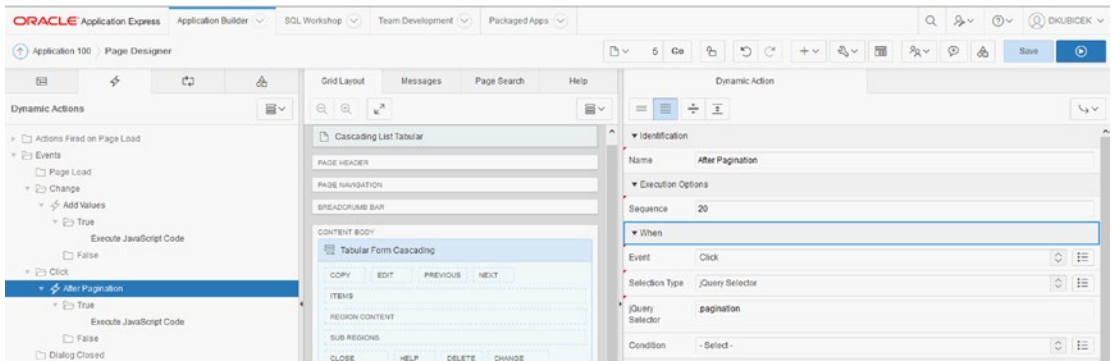 ORACLE Application Express Application Builder SQL Workshop Team Development Packaged Apps DKUBICEK
Application 100 Page Designer 5 Go Save
Grid Layout Messages Page Search Help Dynamic Action
Dynamic Actions
Actions Fired on Page Load
Events
Page Load
Change
Add Values
True
Execute JavaScript Code
False
Click
After Pagination
True
Execute JavaScript Code
False
Dialog Closed
Cascading List Tabular
PAGE HEADER
PAGE NAVIGATION
BREADCRUMB BAR
CONTENT BODY
Tabular Form Cascading
COPY EDIT PREVIOUS NEXT
ITEMS
REGION CONTENT
SUB REGIONS
CLOSE HELP DELETE CHANGE
Identification
Name After Pagination
Execution Options
Sequence 20
When
Event Click
Selection Type jQuery Selector
jQuery Selector .pagination
Condition - Select -